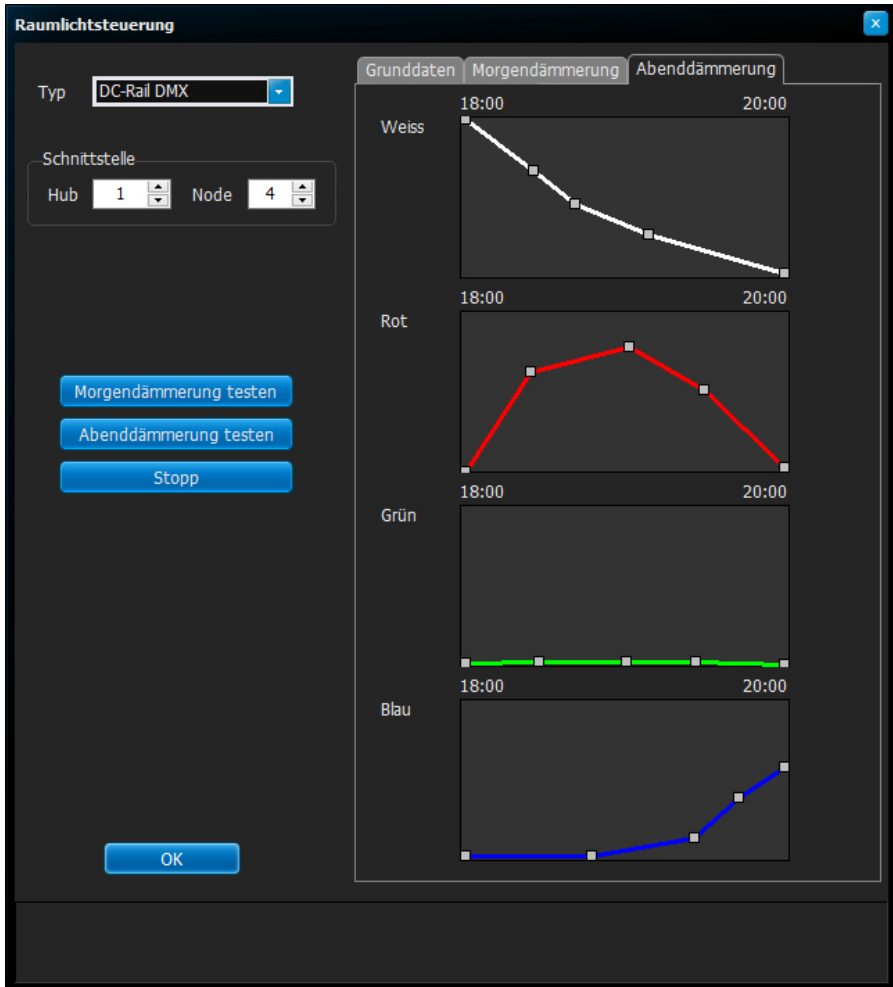 Raumlichtsteuerung
Typ DC-Rail DMX
Schnittstelle
Hub 1 Node 4
Morgendämmerung testen
Abenddämmerung testen
Stopp
OK
Grunddaten Morgendämmerung Abenddämmerung
18:00 20:00
Weiss
18:00 20:00
Rot
18:00 20:00
Grün
18:00 20:00
Blau